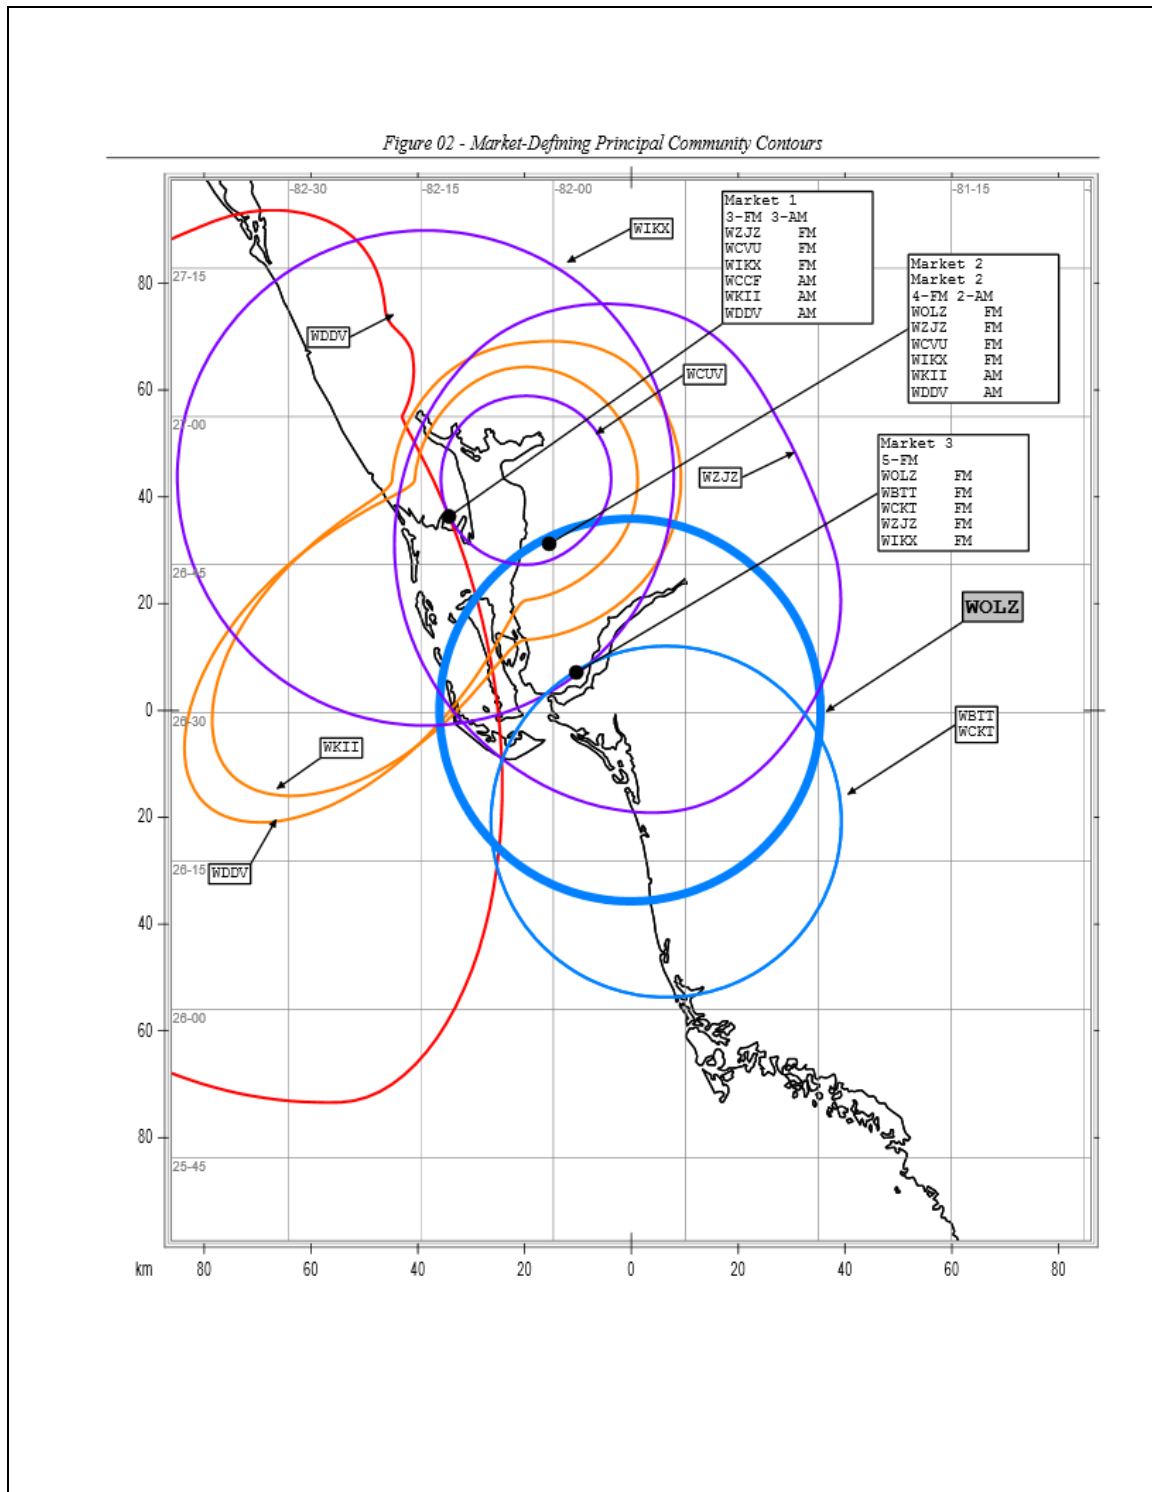 Figure 02 - Market-Defining Principal Community Contours
-82-30
-82-15
-82-00
-81-15
27-15
27-00
26-45
26-30
26-15
26-00
25-45
80
60
40
20
0
20
40
60
80
km
80
60
40
20
0
20
40
60
80
WIKX
WDDV
WCUV
WZJZ
WKII
WDDV
WOLZ
WBTT
WCKT
Market 1
3-FM 3-AM
WZJZ FM
WCVU FM
WIKX FM
WCCF AM
WKII AM
WDDV AM
Market 2
Market 2
4-FM 2-AM
WOLZ FM
WZJZ FM
WCVU FM
WIKX FM
WKII AM
WDDV AM
Market 3
5-FM
WOLZ FM
WBTT FM
WCKT FM
WZJZ FM
WIKX FM